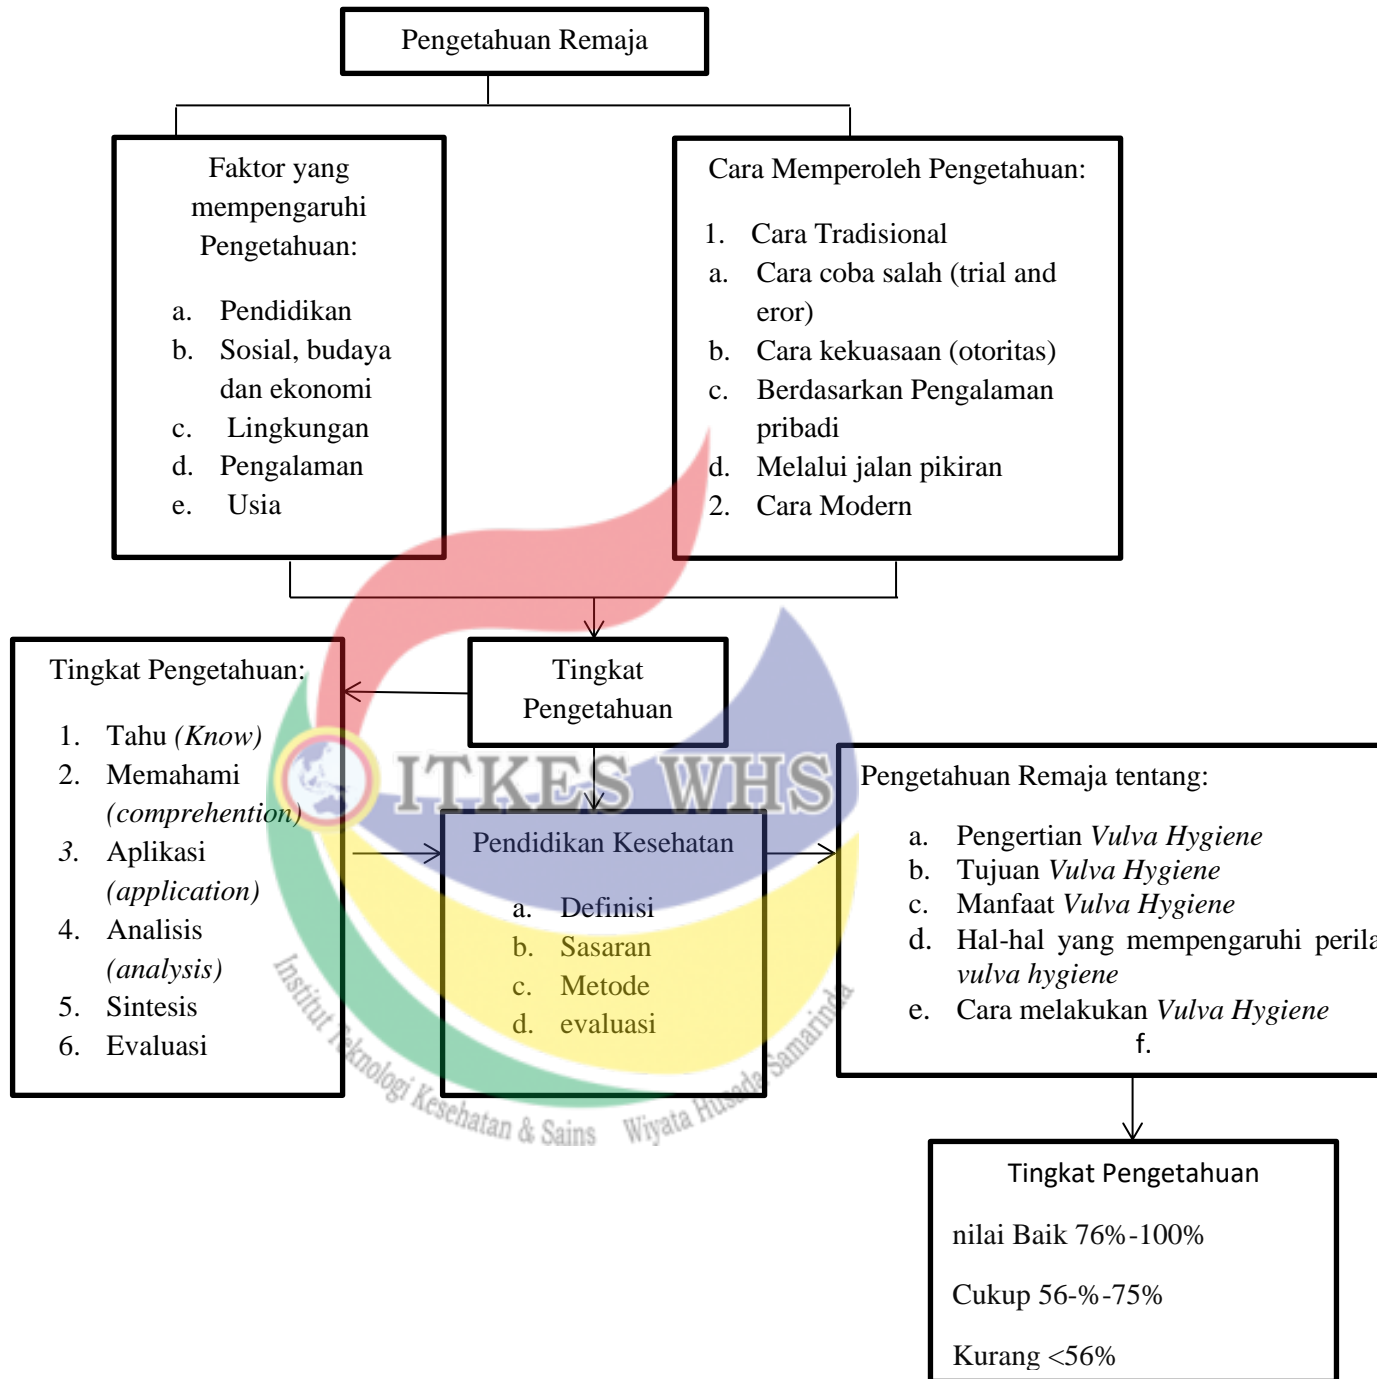 Pengetahuan Remaja
Faktor yang
mempengaruhi
Pengetahuan:
a. Pendidikan
b. Sosial, budaya
dan ekonomi
c. Lingkungan
d. Pengalaman
e. Usia
Cara Memperoleh Pengetahuan:
1. Cara Tradisional
a. Cara coba salah (trial and
eror)
b. Cara kekuasaan (otoritas)
c. Berdasarkan Pengalaman
pribadi
d. Melalui jalan pikiran
2. Cara Modern
Tingkat
Pengetahuan
Tingkat Pengetahuan:
1. Tahu (Know)
2. Memahami
(comprehention)
3. Aplikasi
(application)
4. Analisis
(analysis)
5. Sintesis
6. Evaluasi
Pendidikan Kesehatan
a. Definisi
b. Sasaran
c. Metode
d. evaluasi
Pengetahuan Remaja tentang:
a. Pengertian Vulva Hygiene
b. Tujuan Vulva Hygiene
c. Manfaat Vulva Hygiene
d. Hal-hal yang mempengaruhi perila
vulva hygiene
e. Cara melakukan Vulva Hygiene
f.
Tingkat Pengetahuan
nilai Baik 76%-100%
Cukup 56-%-75%
Kurang <56%
ITKES WHS
Institut Teknologi Kesehatan & Sains Wiyata Husada Samarinda